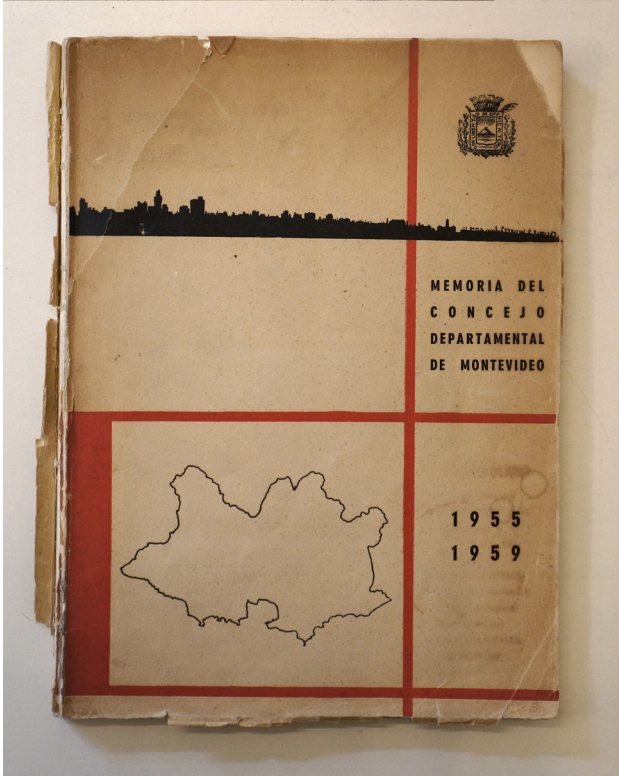 MEMORIA DEL
CONCEJO
DEPARTAMENTAL
DE MONTEVIDEO
1955
1959